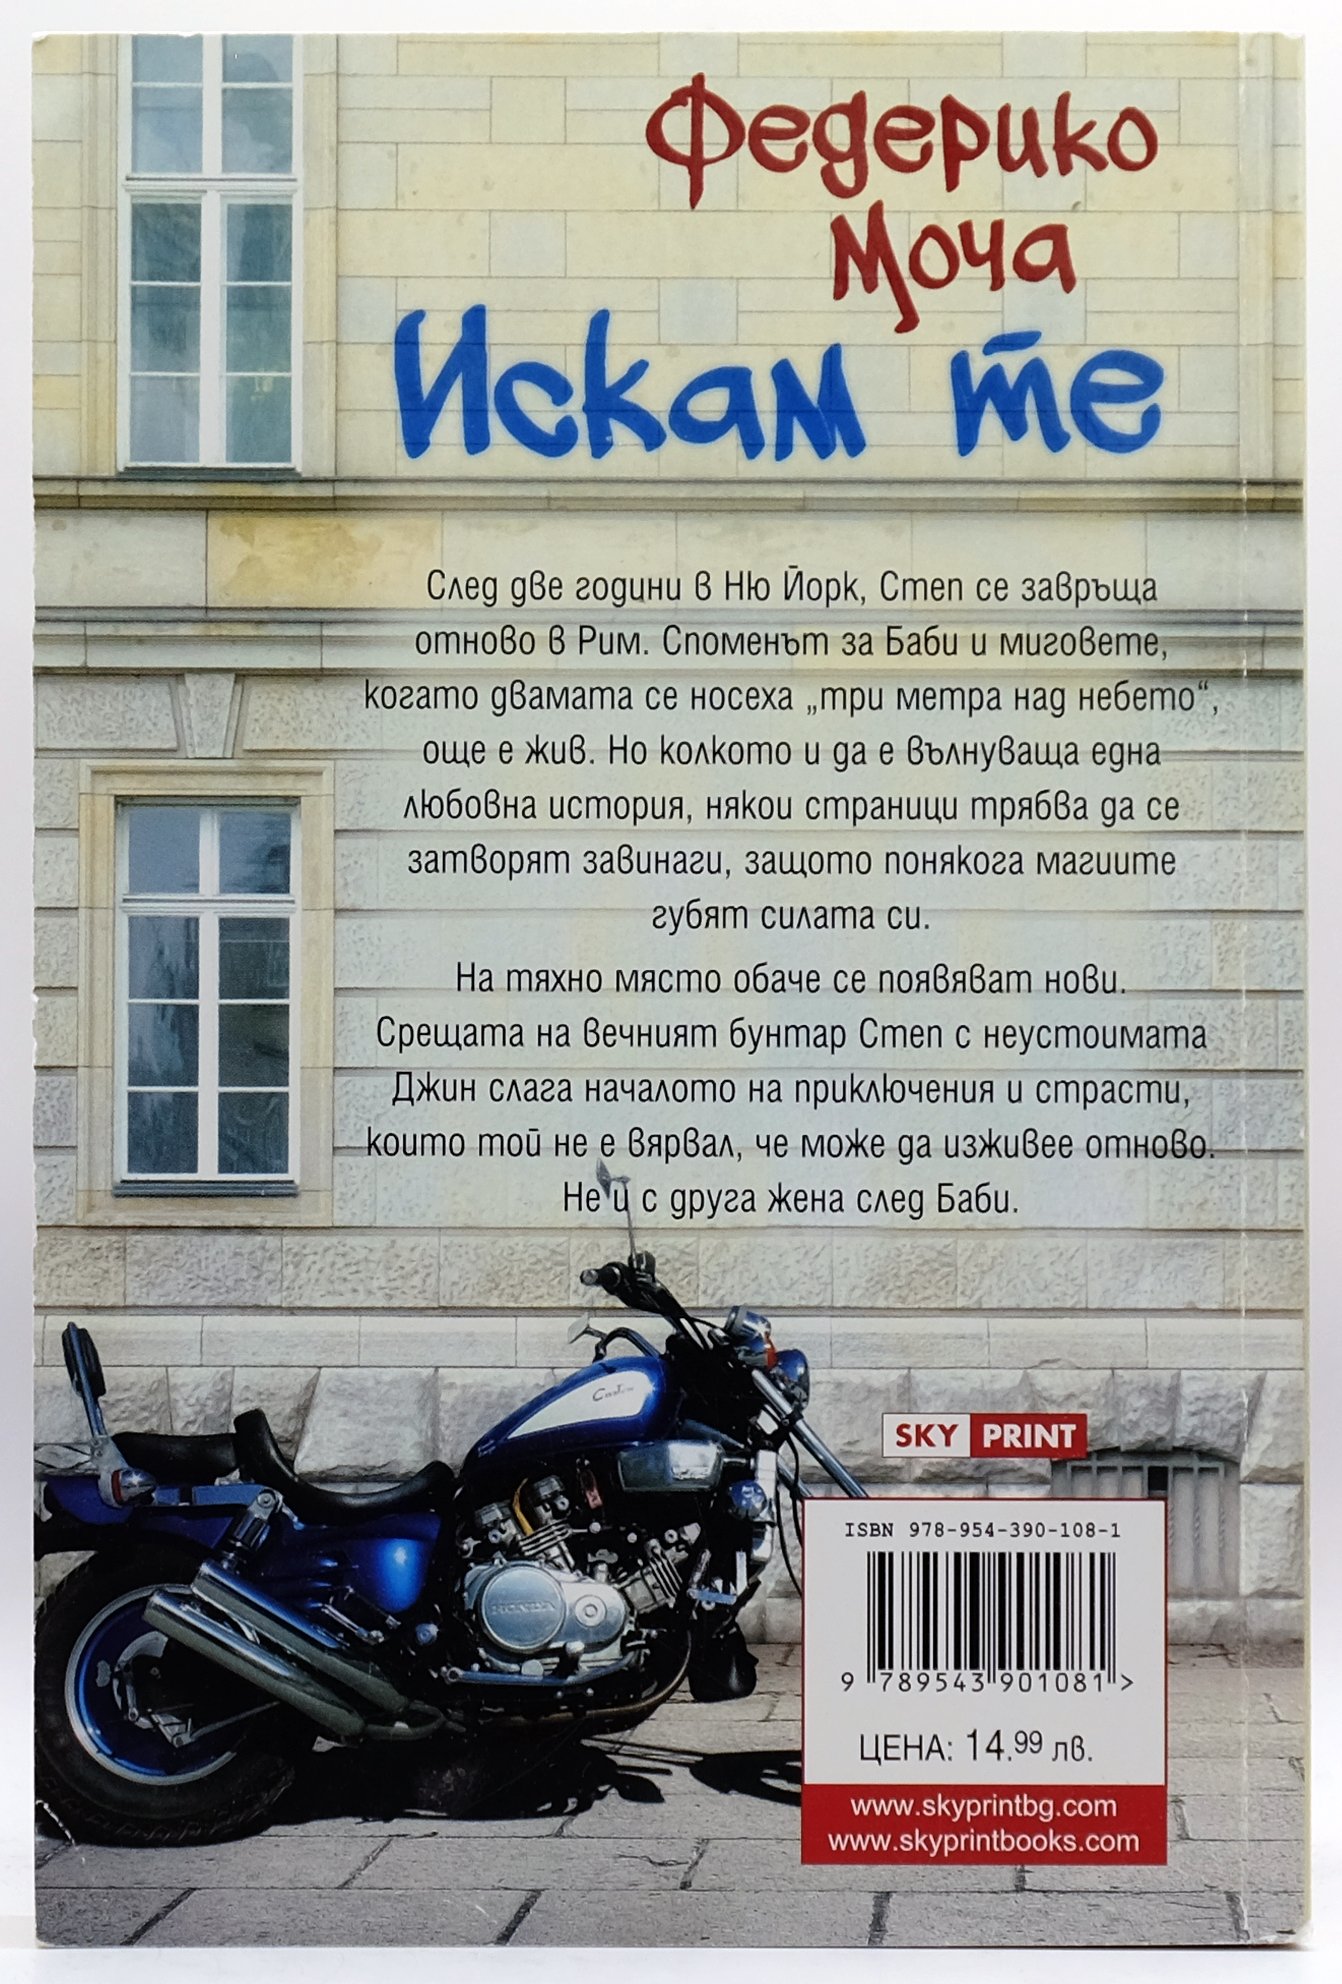 Федерико
Моча
Искам те
След две години в Ню Йорк, Степ се завръща
отново в Рим. Споменът за Баби и миговете,
когато двамата се носеха „три метра над небето“,
още е жив. Но колкото и да е вълнуваща една
любовна история, някои страници трябва да се
затворят завинаги, защото понякога магиите
губят силата си.
На тяхно място обаче се появяват нови.
Срещата на вечният бунтар Степ с неустоимата
Джин слага началото на приключения и страсти,
които той не е вярвал, че може да изживее отново.
Не и с друга жена след Баби.
Custom
HONDA
SKY PRINT
ISBN 978-954-390-108-1
9 789543 901081 >
ЦЕНА: 14.99 лв.
www.skyprintbg.com
www.skyprintbooks.com